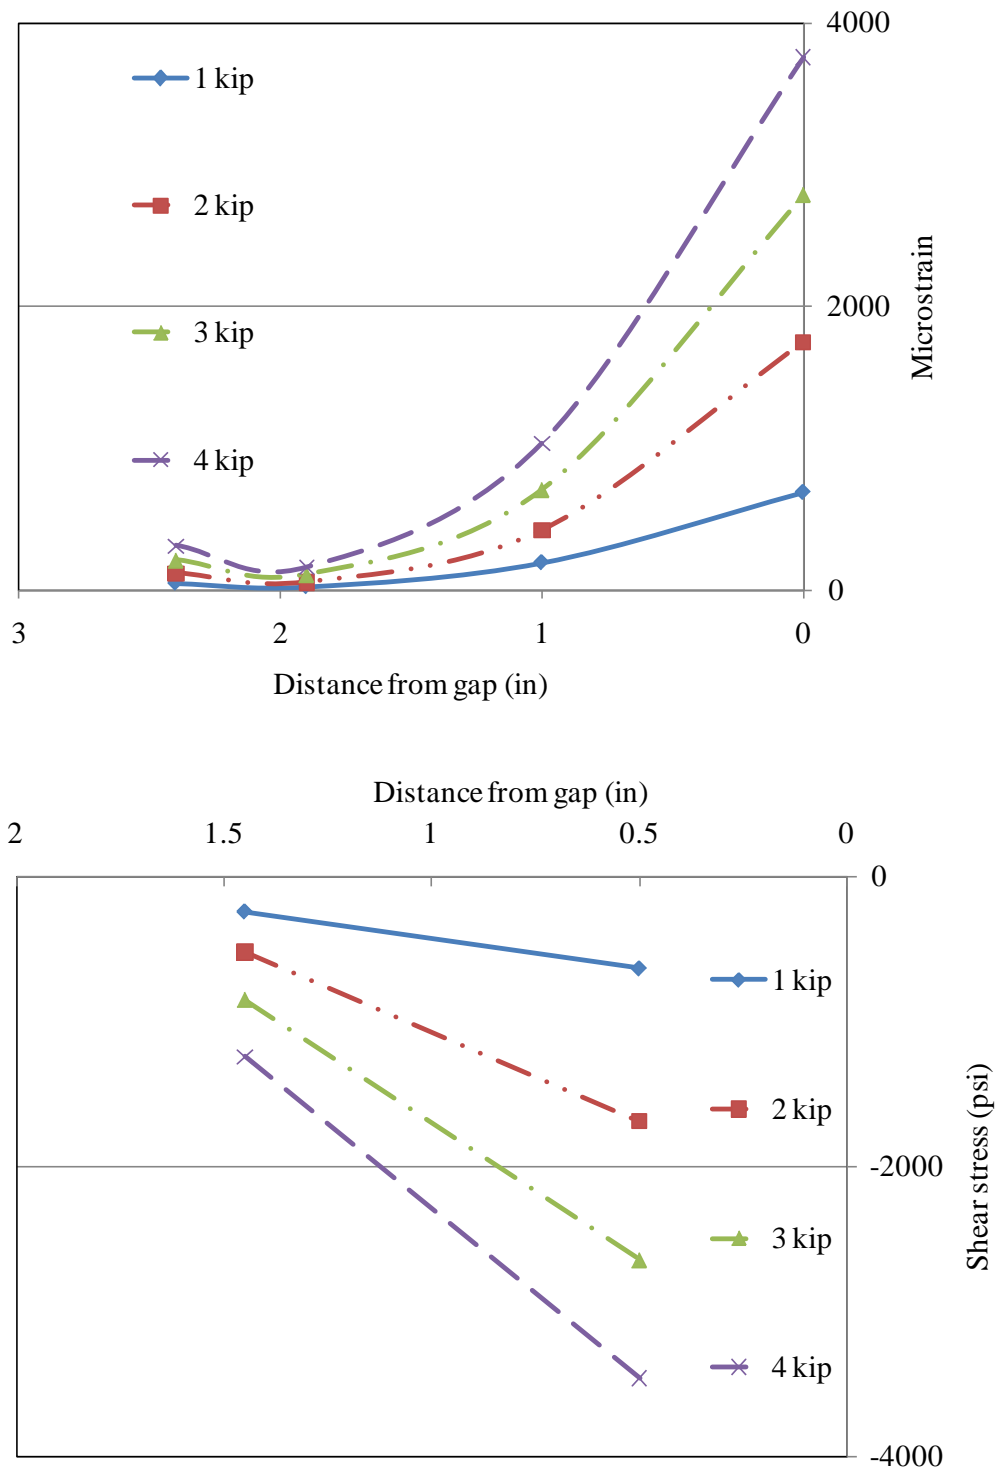 4000
1 kip
2 kip
Microstrain
2000
3 kip
4 kip
0
3 2 1 0
Distance from gap (in)
Distance from gap (in)
2 1.5 1 0.5 0
0
1 kip
Shear stress (psi)
2 kip
-2000
3 kip
4 kip
-4000